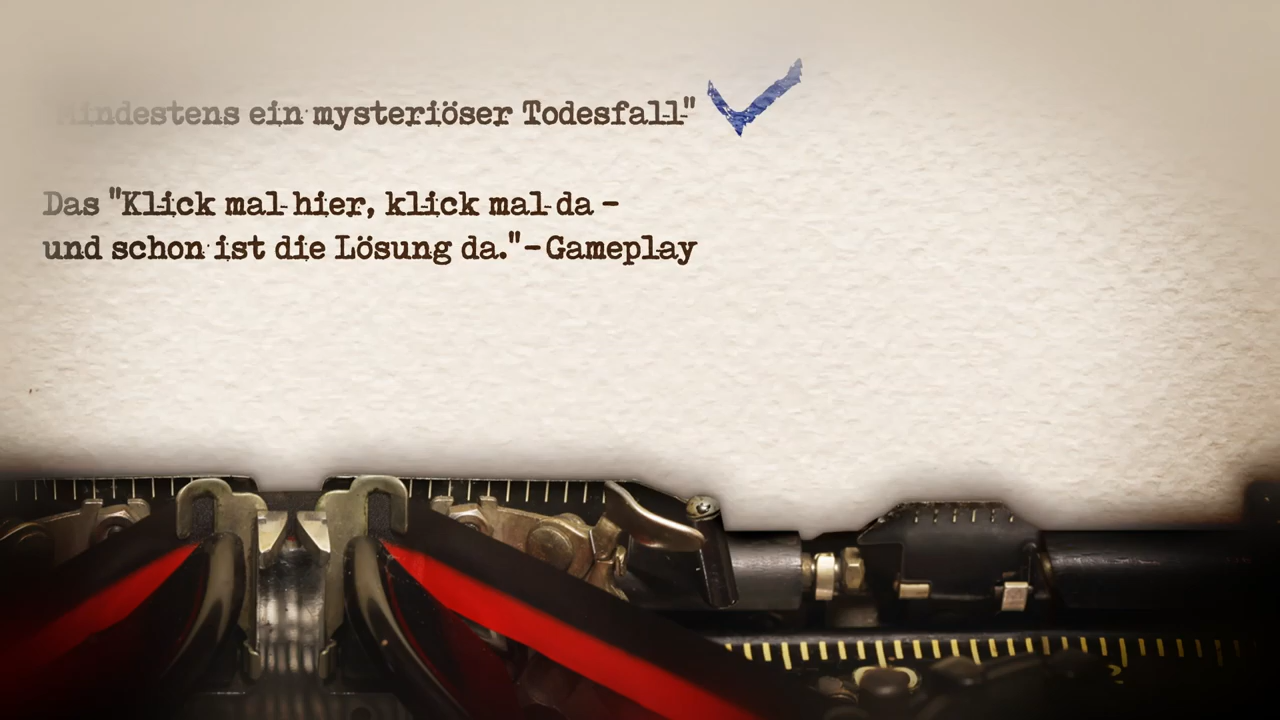 Mindestens ein mysteriöser Todesfall"
Das "Klick mal hier, klick mal da -
und schon ist die Lösung da."-Gameplay